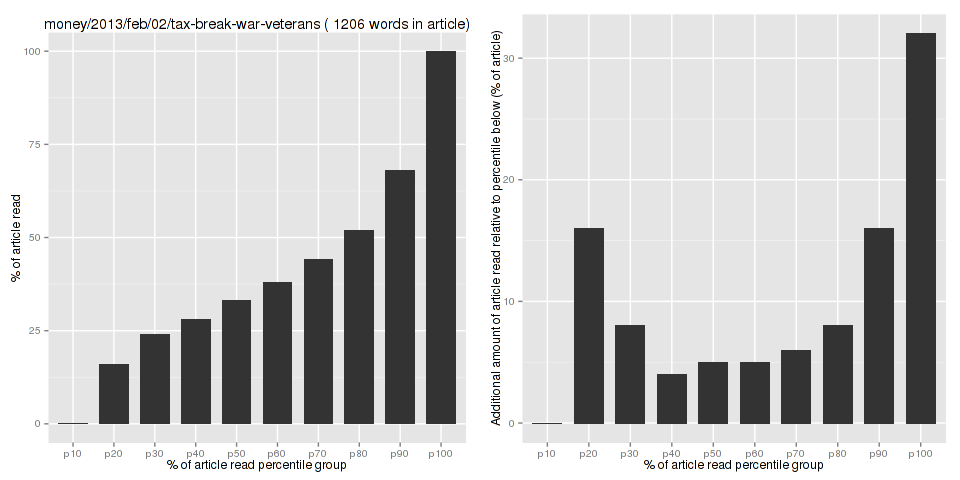 money/2013/feb/02/tax-break-war-veterans ( 1206 words in article)
% of article read
100
75
50
25
0
p10 p20 p30 p40 p50 p60 p70 p80 p90 p100
% of article read percentile group
Additional amount of article read relative to percentile below (% of article)
30
20
10
0
p10 p20 p30 p40 p50 p60 p70 p80 p90 p100
% of article read percentile group